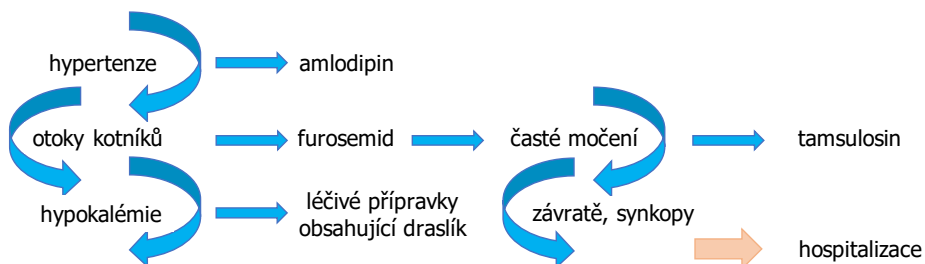 hypertenze
amlodipin
otoky kotníků
furosemid
časté močení
tamsulosin
hypokalémie
léčivé přípravky
obsahující draslík
závratě, synkopy
hospitalizace